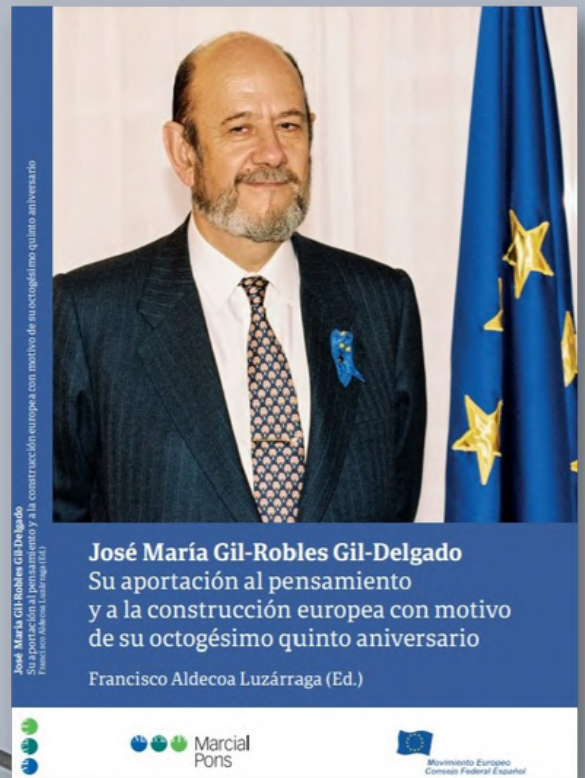 José María Gil-Robles Gil-Delgado
Su aportación al pensamiento y a la construcción europea con motivo de su octogésimo quinto aniversario
Francisco Aldecoa Luzárraga (Ed.)
José María Gil-Robles Gil-Delgado
Su aportación al pensamiento
y a la construcción europea con motivo
de su octogésimo quinto aniversario
Francisco Aldecoa Luzárraga (Ed.)
Marcial
Pons
Movimiento Europeo
Consejo Federal Español